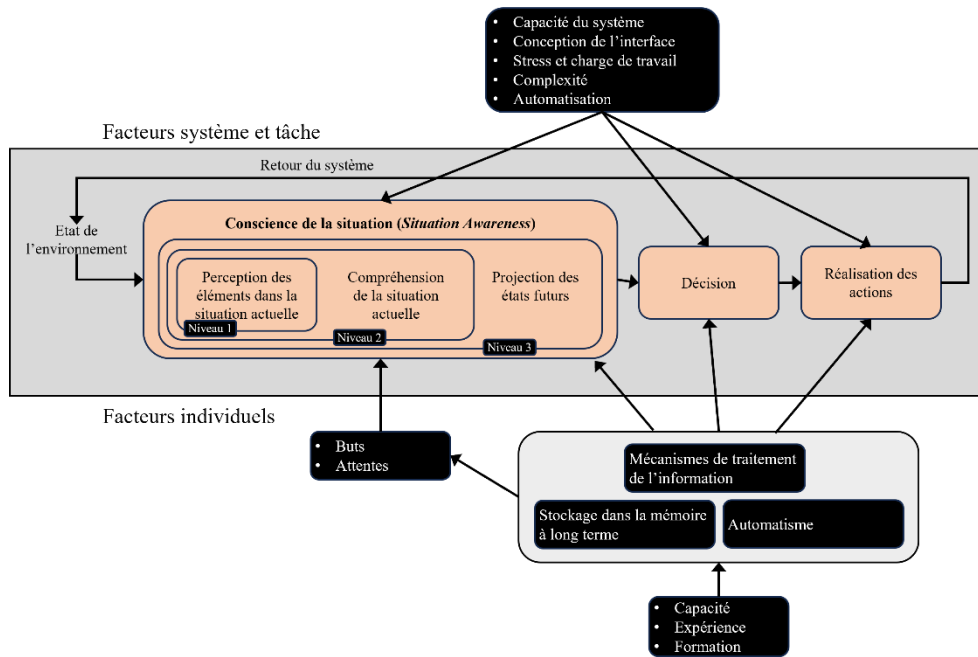 • Capacité du système
• Conception de l’interface
• Stress et charge de travail
• Complexité
• Automatisation
Facteurs système et tâche
Retour du système
Etat de
l’environnement
Conscience de la situation (Situation Awareness)
Perception des
éléments dans la
situation actuelle
Niveau 1
Compréhension
de la situation
actuelle
Niveau 2
Projection des
états futurs
Niveau 3
Décision
Réalisation des
actions
Facteurs individuels
• Buts
• Attentes
Mécanismes de traitement
de l’information
Stockage dans la mémoire
à long terme
Automatisme
• Capacité
• Expérience
• Formation